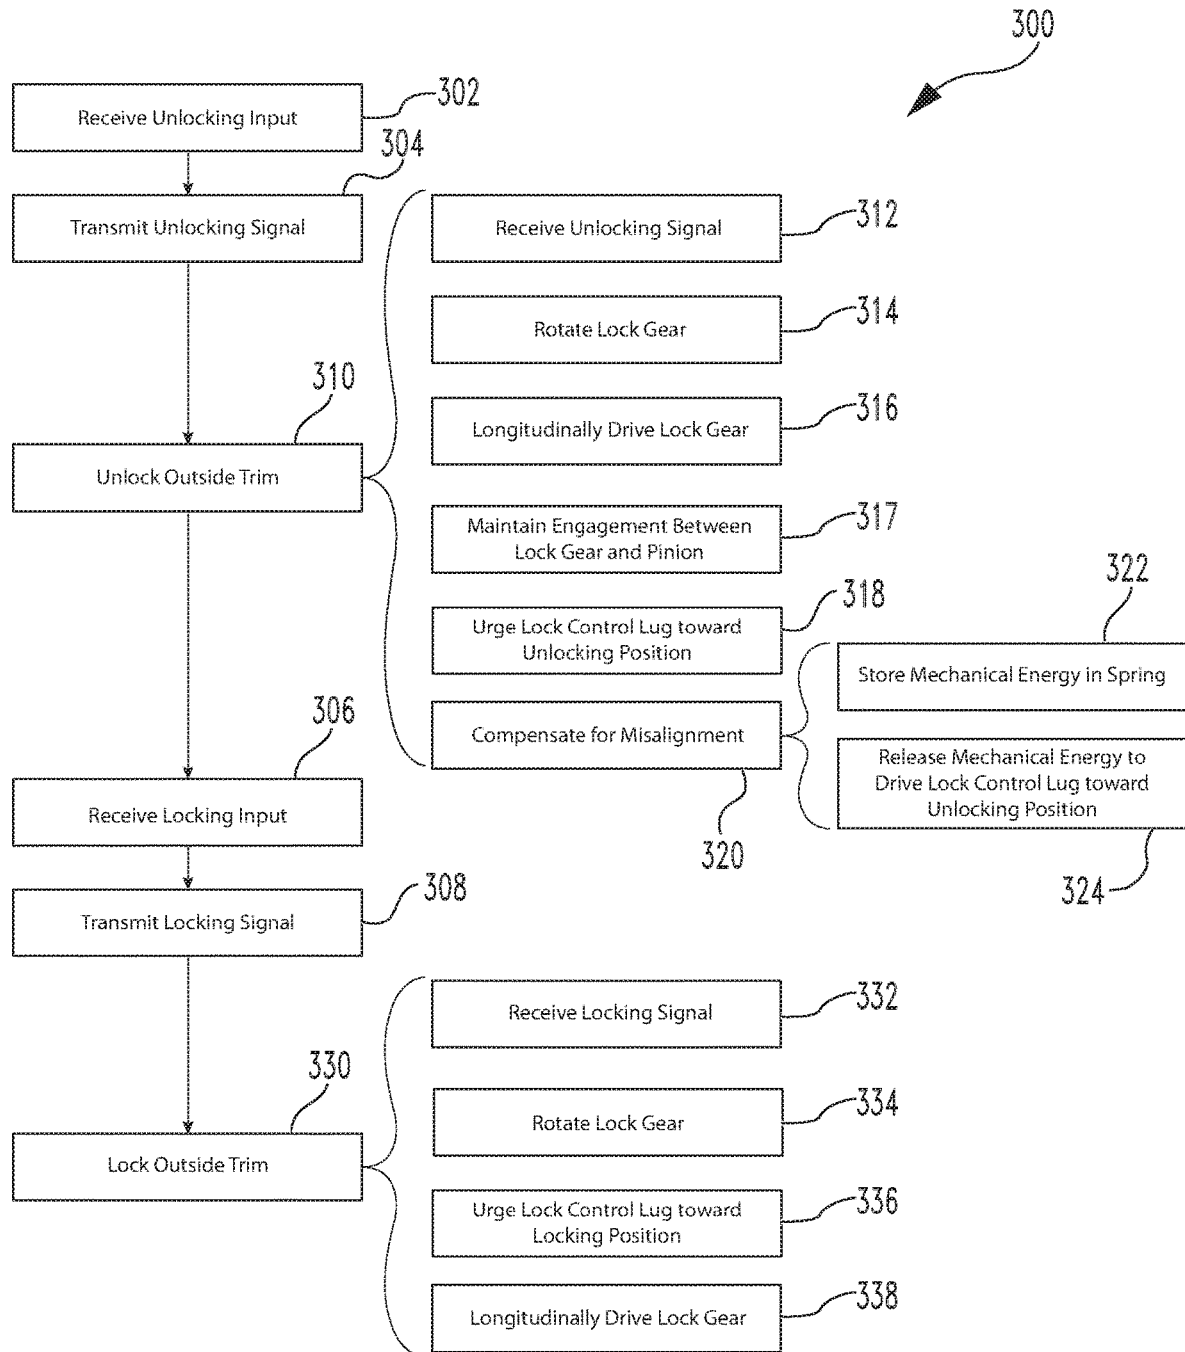 300
302
Receive Unlocking Input
304
Transmit Unlocking Signal
312
Receive Unlocking Signal
314
Rotate Lock Gear
316
Longitudinally Drive Lock Gear
310
Unlock Outside Trim
317
Maintain Engagement Between
Lock Gear and Pinion
318
Urge Lock Control Lug toward
Unlocking Position
320
Compensate for Misalignment
322
Store Mechanical Energy in Spring
Release Mechanical Energy to
Drive Lock Control Lug toward
Unlocking Position
324
306
Receive Locking Input
308
Transmit Locking Signal
332
Receive Locking Signal
334
Rotate Lock Gear
330
Lock Outside Trim
336
Urge Lock Control Lug toward
Locking Position
338
Longitudinally Drive Lock Gear